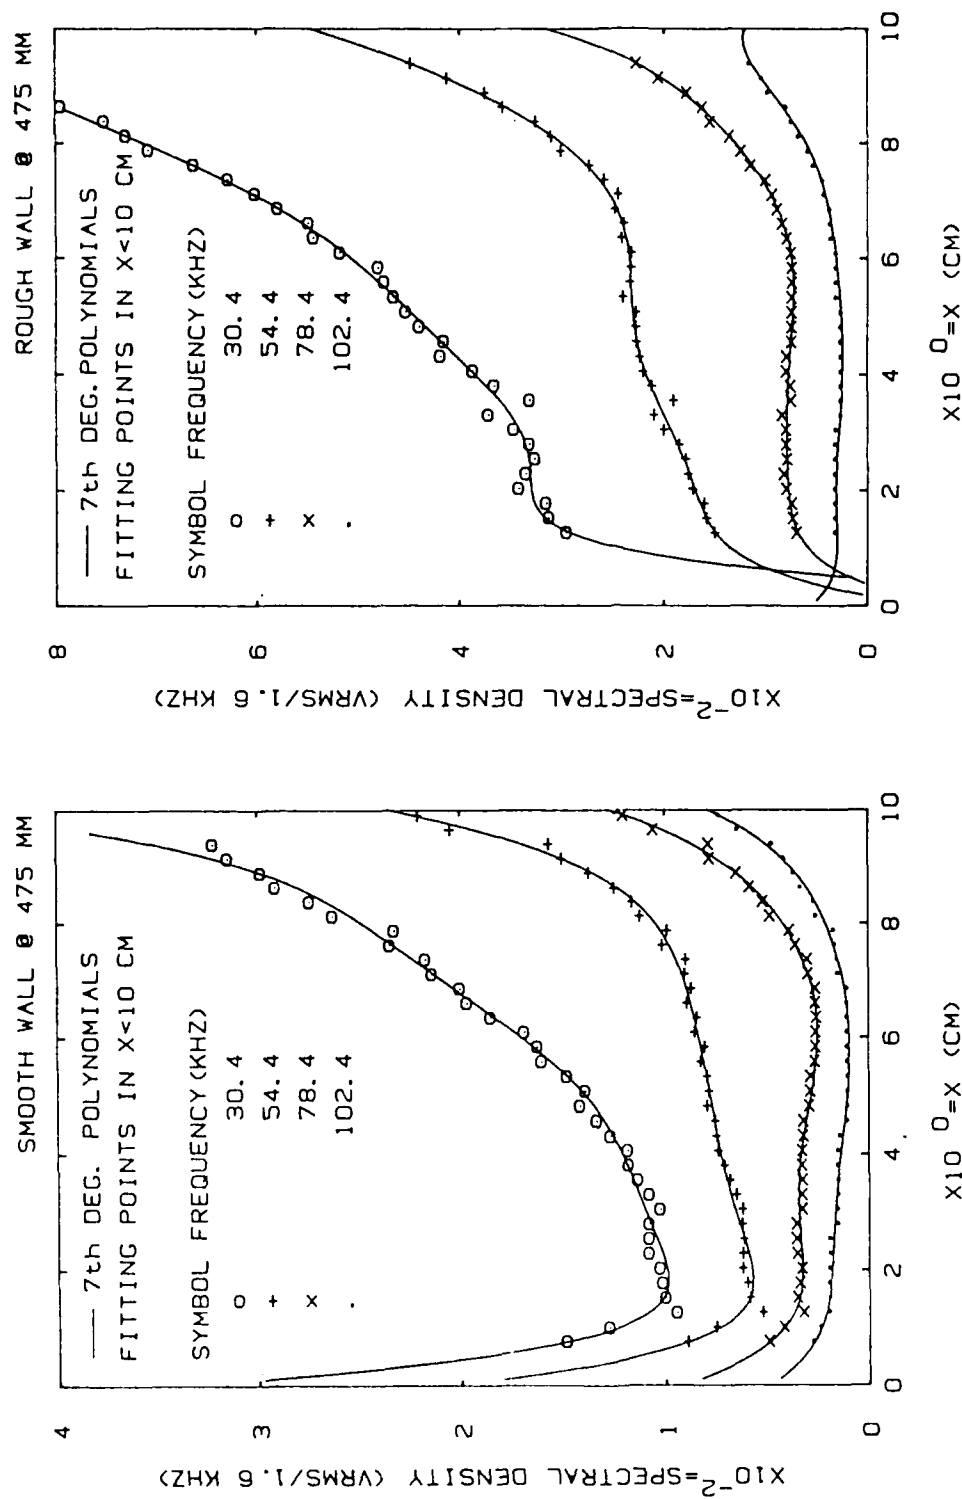 SMOOTH WALL @ 475 MM
7th DEG. POLYNOMIALS
FITTING POINTS IN X<10 CM
SYMBOL FREQUENCY(KHZ)
O 30.4
+ 54.4
X 78.4
. 102.4
4
3
2
1
0
X10⁻²=SPECTRAL DENSITY (VRMS/1.6 KHZ)
0 2 4 6 8 10
X10⁰=X (CM)
ROUGH WALL @ 475 MM
7th DEG.POLYNOMIALS
FITTING POINTS IN X<10 CM
SYMBOL FREQUENCY(KHZ)
O 30.4
+ 54.4
X 78.4
. 102.4
8
6
4
2
0
X10⁻²=SPECTRAL DENSITY (VRMS/1.6 KHZ)
0 2 4 6 8 10
X10⁰=X (CM)